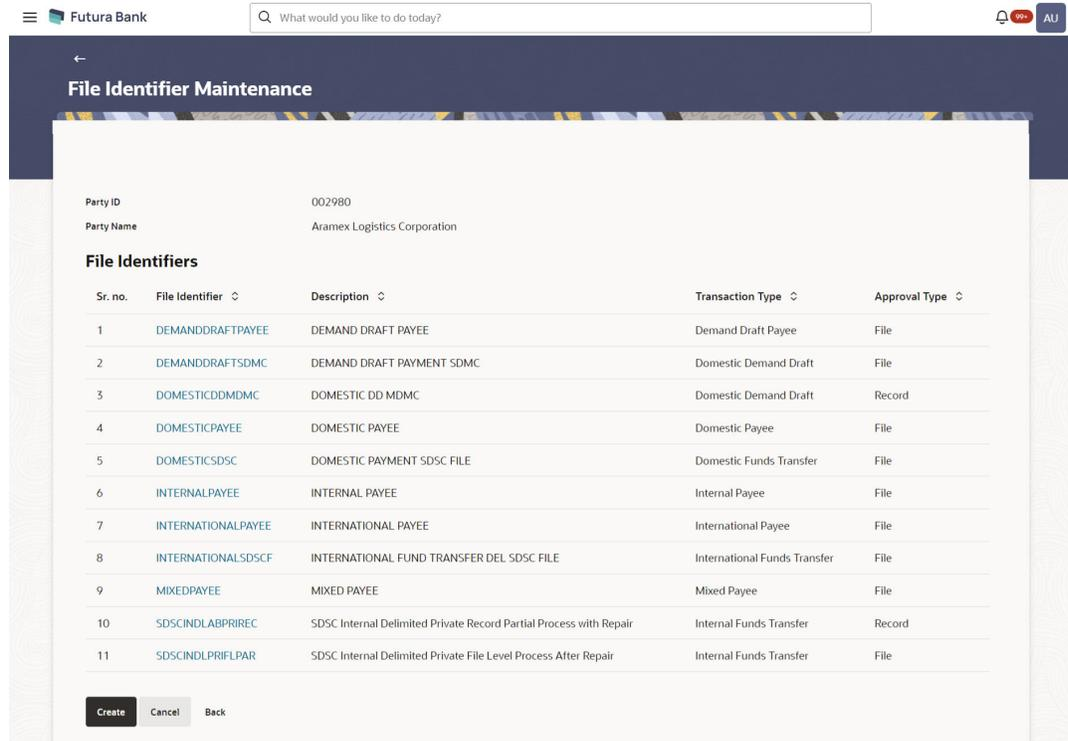 Futura Bank
What would you like to do today?
99+
AU
File Identifier Maintenance
Party ID 002980
Party Name Aramex Logistics Corporation
File Identifiers
Sr. no. File Identifier Description Transaction Type Approval Type
1 DEMANDDRAFTPAYEE DEMAND DRAFT PAYEE Demand Draft Payee File
2 DEMANDDRAFTSDMC DEMAND DRAFT PAYMENT SDMC Domestic Demand Draft File
3 DOMESTICDDMDMC DOMESTIC DD MDMC Domestic Demand Draft Record
4 DOMESTICPAYEE DOMESTIC PAYEE Domestic Payee File
5 DOMESTICSDSC DOMESTIC PAYMENT SDSC FILE Domestic Funds Transfer File
6 INTERNALPAYEE INTERNAL PAYEE Internal Payee File
7 INTERNATIONALPAYEE INTERNATIONAL PAYEE International Payee File
8 INTERNATIONALSDSCF INTERNATIONAL FUND TRANSFER DEL SDSC FILE International Funds Transfer File
9 MIXEDPAYEE MIXED PAYEE Mixed Payee File
10 SDSCINDLABPRIREC SDSC Internal Delimited Private Record Partial Process with Repair Internal Funds Transfer Record
11 SDSCINDLPRIFLPAR SDSC Internal Delimited Private File Level Process After Repair Internal Funds Transfer File
Create Cancel Back